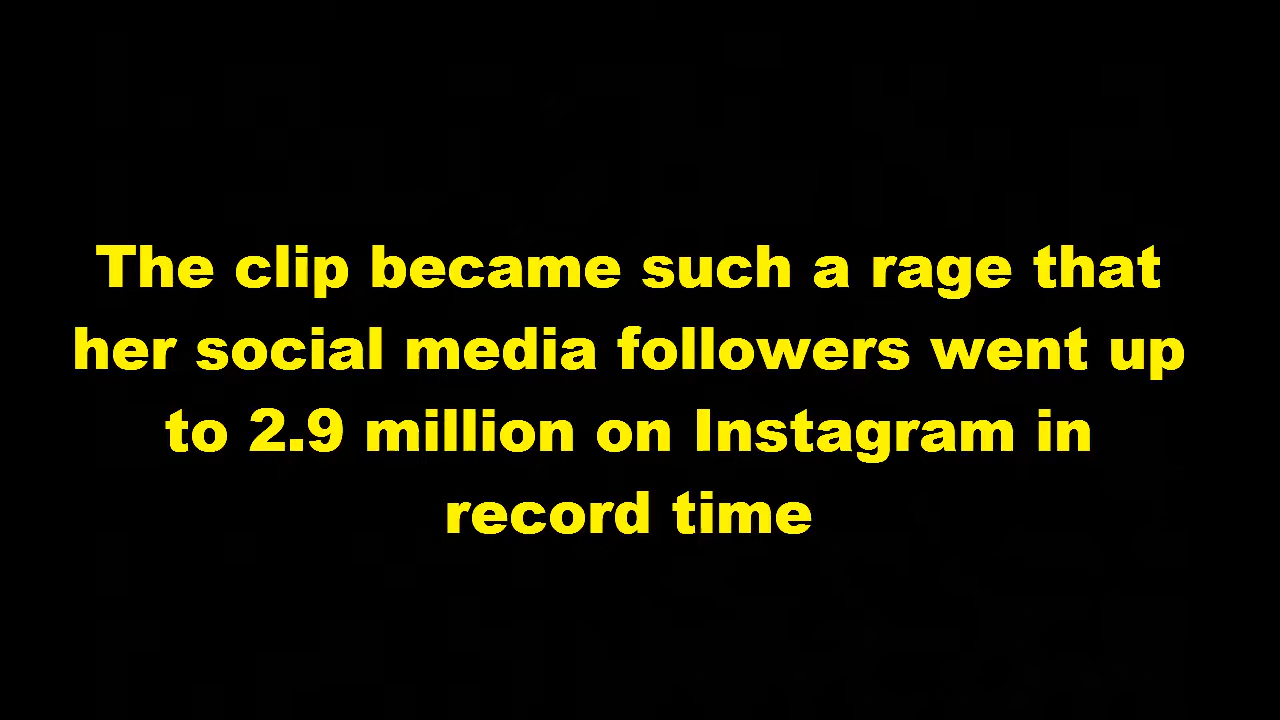 The clip became such a rage that
her social media followers went up
to 2.9 million on Instagram in
record time